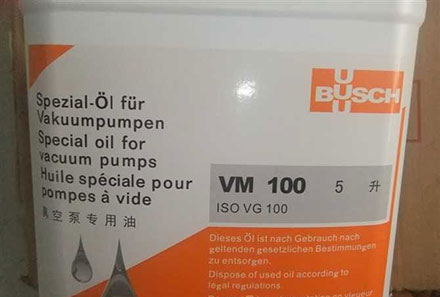 BUSCH
Spezial-Öl für
Vakuumpumpen
Special oil for
vacuum pumps
Huile spéciale pour
pompes à vide
真空泵专用油
VM 100 5 升
ISO VG 100
Dieses Öl ist nach Gebrauch nach
geltenden gesetzlichen Bestimmungen
zu entsorgen.
Dispose of used oil according to
legal regulations.